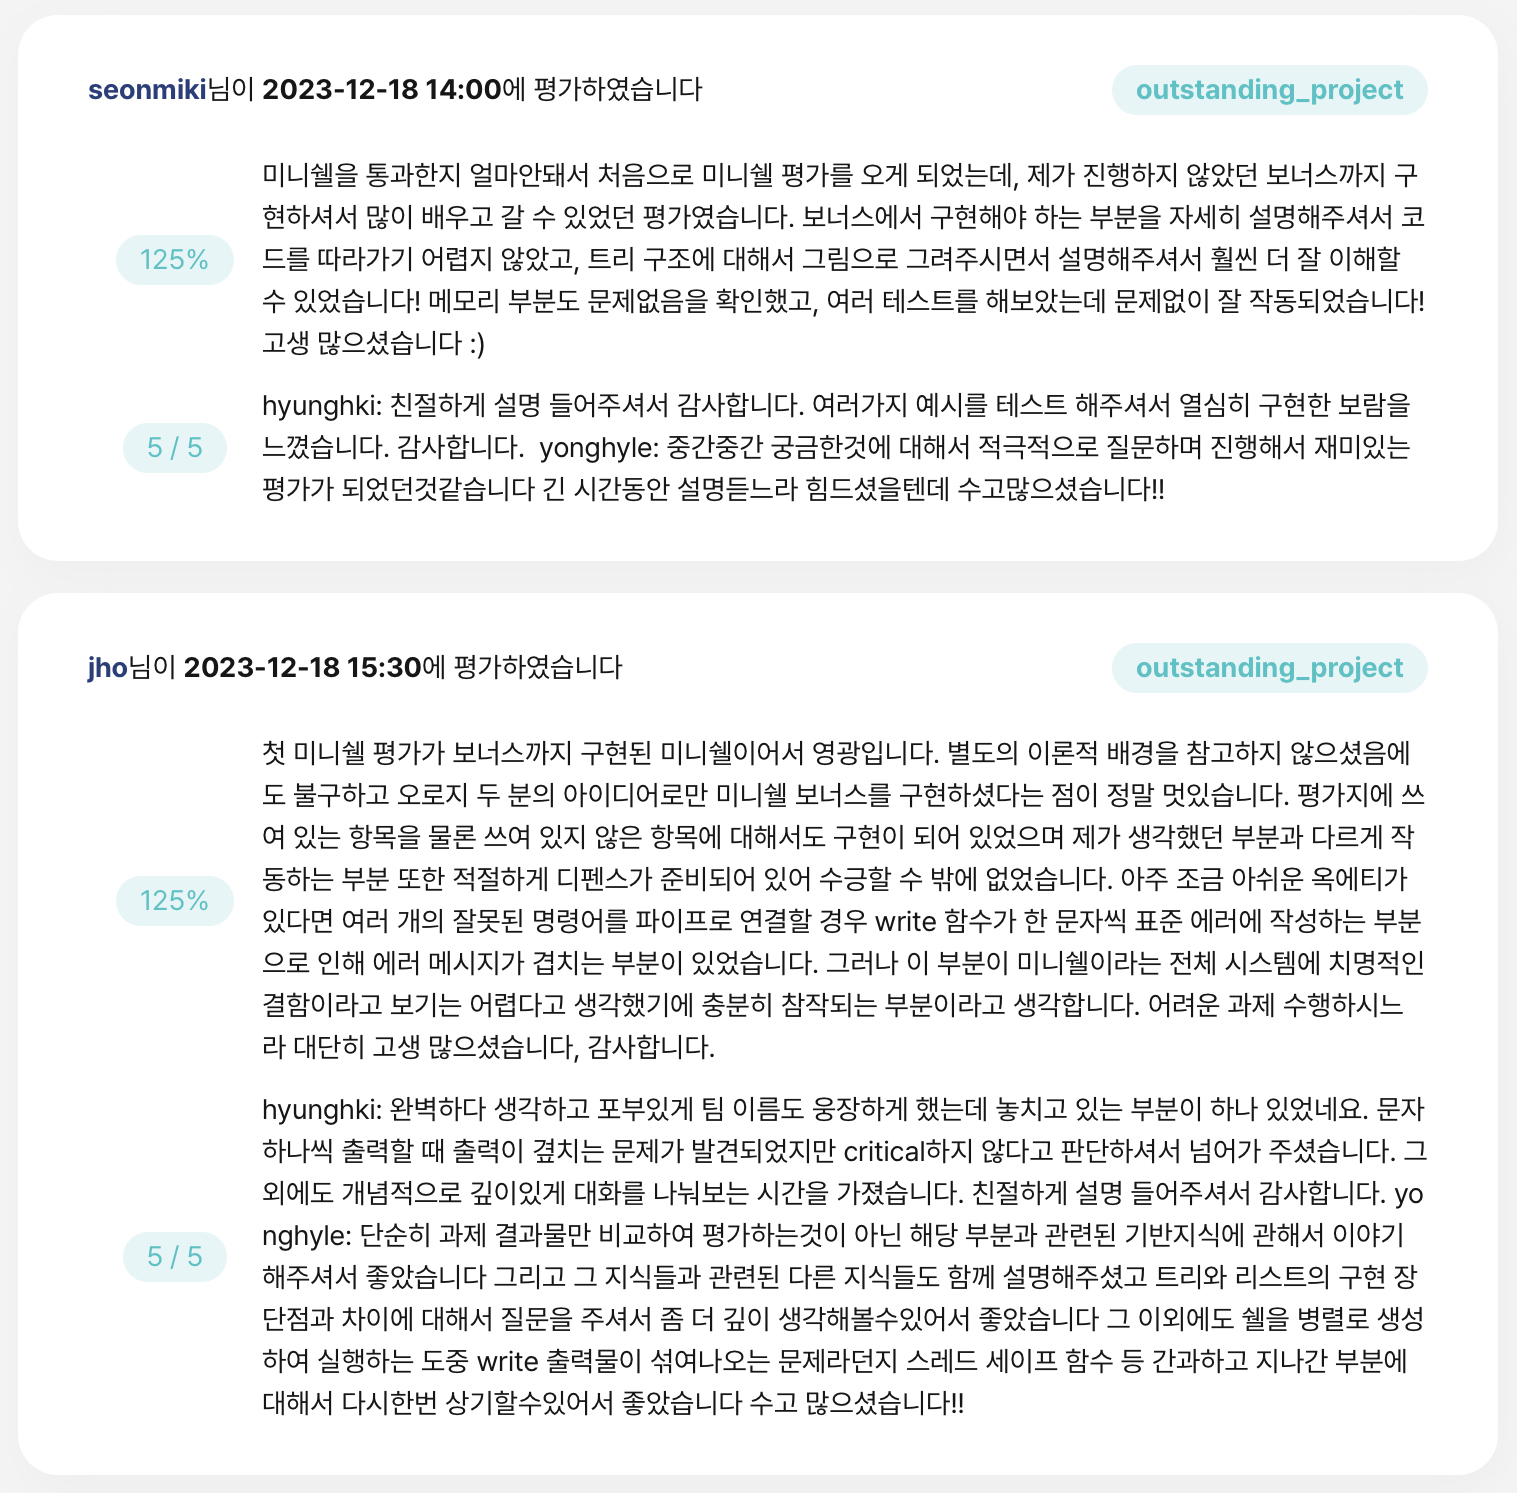 seonmiki님이 2023-12-18 14:00에 평가하였습니다
outstanding_project
미니쉘을 통과한지 얼마안돼서 처음으로 미니쉘 평가를 오게 되었는데, 제가 진행하지 않았던 보너스까지 구
현하셔서 많이 배우고 갈 수 있었던 평가였습니다. 보너스에서 구현해야 하는 부분을 자세히 설명해주셔서 코
125%
드를 따라가기 어렵지 않았고, 트리 구조에 대해서 그림으로 그려주시면서 설명해주셔서 훨씬 더 잘 이해할
수 있었습니다! 메모리 부분도 문제없음을 확인했고, 여러 테스트를 해보았는데 문제없이 잘 작동되었습니다!
고생 많으셨습니다 :)
hyunghki: 친절하게 설명 들어주셔서 감사합니다. 여러가지 예시를 테스트 해주셔서 열심히 구현한 보람을
5 / 5
느꼈습니다. 감사합니다.  yonghyle: 중간중간 궁금한것에 대해서 적극적으로 질문하며 진행해서 재미있는
평가가 되었던것같습니다 긴 시간동안 설명듣느라 힘드셨을텐데 수고많으셨습니다!!
jho님이 2023-12-18 15:30에 평가하였습니다
outstanding_project
첫 미니쉘 평가가 보너스까지 구현된 미니쉘이어서 영광입니다. 별도의 이론적 배경을 참고하지 않으셨음에
도 불구하고 오로지 두 분의 아이디어로만 미니쉘 보너스를 구현하셨다는 점이 정말 멋있습니다. 평가지에 쓰
여 있는 항목을 물론 쓰여 있지 않은 항목에 대해서도 구현이 되어 있었으며 제가 생각했던 부분과 다르게 작
동하는 부분 또한 적절하게 디펜스가 준비되어 있어 수긍할 수 밖에 없었습니다. 아주 조금 아쉬운 옥에티가
125%
있다면 여러 개의 잘못된 명령어를 파이프로 연결할 경우 write 함수가 한 문자씩 표준 에러에 작성하는 부분
으로 인해 에러 메시지가 겹치는 부분이 있었습니다. 그러나 이 부분이 미니쉘이라는 전체 시스템에 치명적인
결함이라고 보기는 어렵다고 생각했기에 충분히 참작되는 부분이라고 생각합니다. 어려운 과제 수행하시느
라 대단히 고생 많으셨습니다, 감사합니다.
hyunghki: 완벽하다 생각하고 포부있게 팀 이름도 웅장하게 했는데 놓치고 있는 부분이 하나 있었네요. 문자
하나씩 출력할 때 출력이 곂치는 문제가 발견되었지만 critical하지 않다고 판단하셔서 넘어가 주셨습니다. 그
외에도 개념적으로 깊이있게 대화를 나눠보는 시간을 가졌습니다. 친절하게 설명 들어주셔서 감사합니다. yo
nghyle: 단순히 과제 결과물만 비교하여 평가하는것이 아닌 해당 부분과 관련된 기반지식에 관해서 이야기
5 / 5
해주셔서 좋았습니다 그리고 그 지식들과 관련된 다른 지식들도 함께 설명해주셨고 트리와 리스트의 구현 장
단점과 차이에 대해서 질문을 주셔서 좀 더 깊이 생각해볼수있어서 좋았습니다 그 이외에도 쉘을 병렬로 생성
하여 실행하는 도중 write 출력물이 섞여나오는 문제라던지 스레드 세이프 함수 등 간과하고 지나간 부분에
대해서 다시한번 상기할수있어서 좋았습니다 수고 많으셨습니다!!